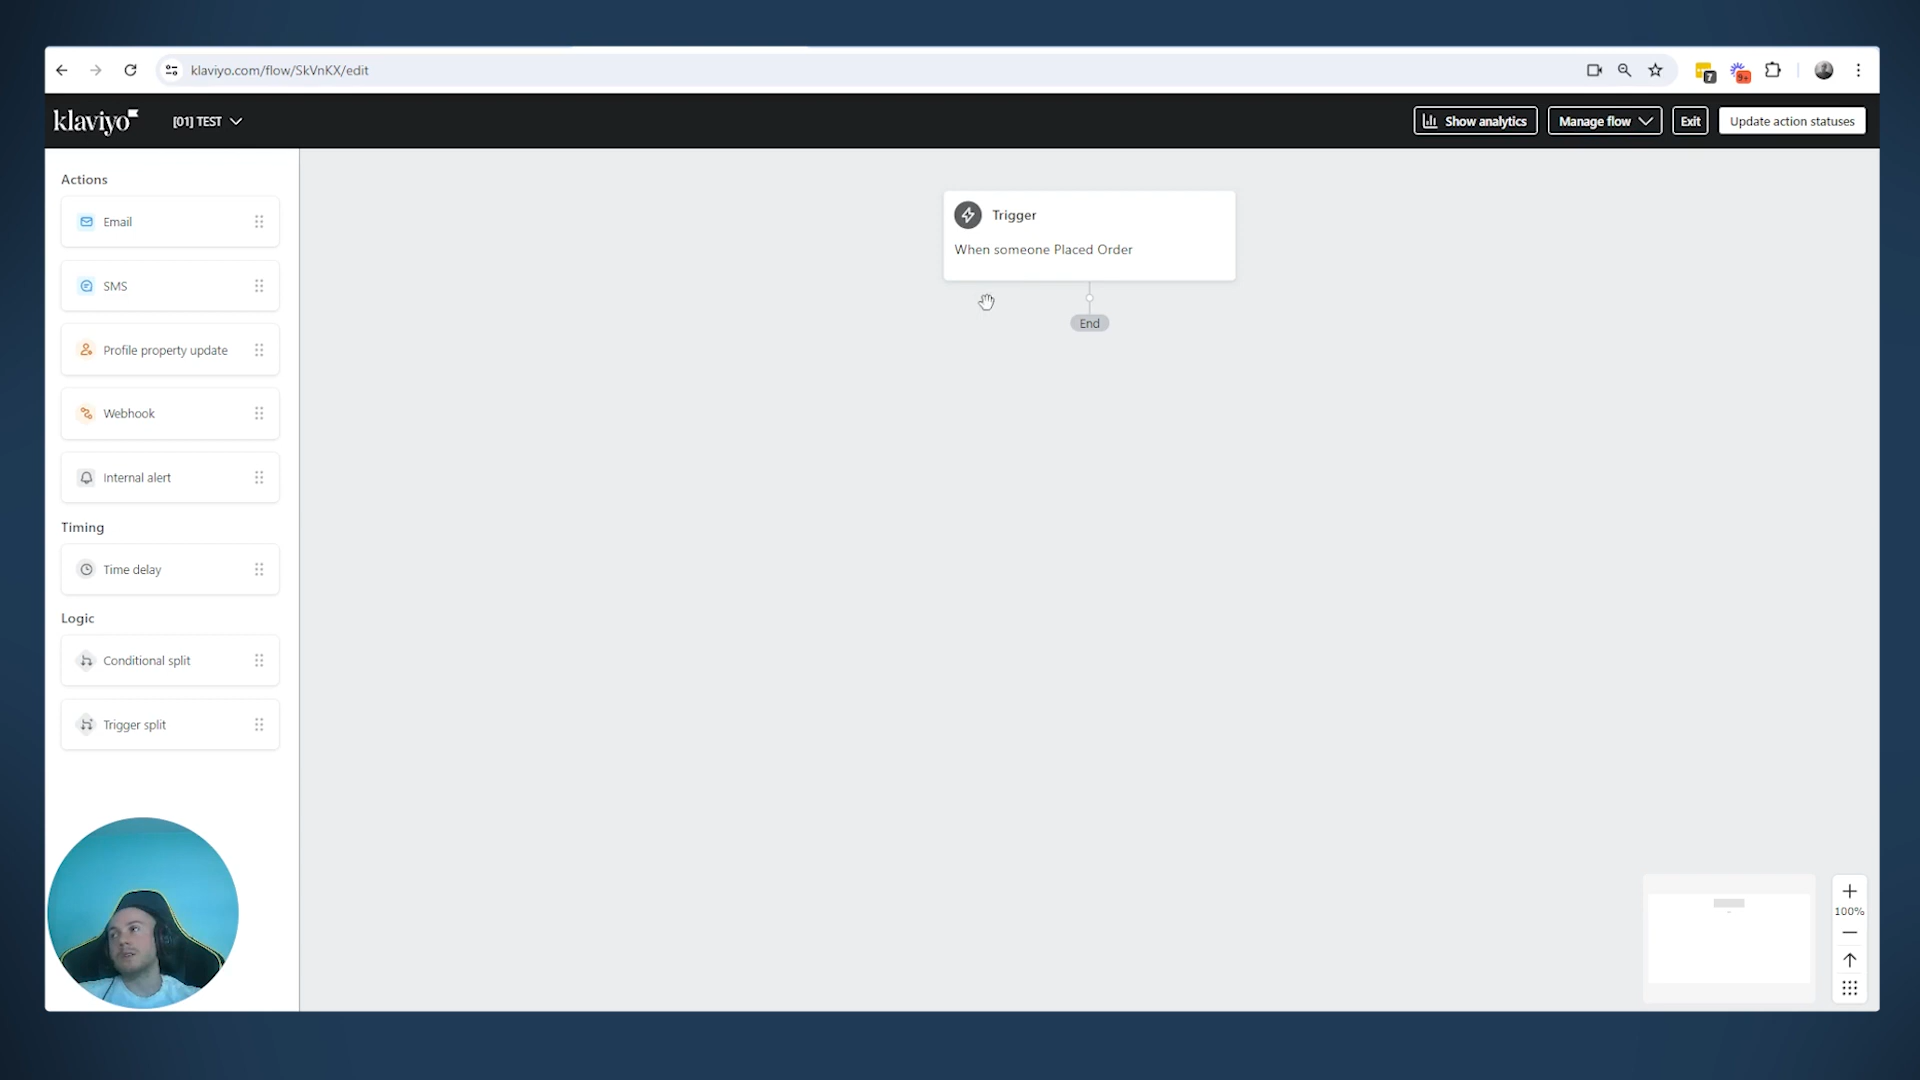 klaviyo.com/flow/SkVnKX/edit
7
9+
klaviyo
[01] TEST
Show analytics
Manage flow
Exit
Update action statuses
Actions
Email
SMS
Profile property update
Webhook
Internal alert
Timing
Time delay
Logic
Conditional split
Trigger split
Trigger
When someone Placed Order
End
100%